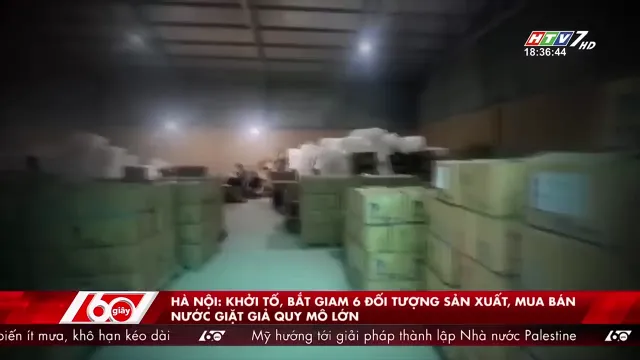 HTV7 HD
18:36:44
60 giây
HÀ NỘI: KHỞI TỐ, BẮT GIAM 6 ĐỐI TƯỢNG SẢN XUẤT, MUA BÁN
NƯỚC GIẶT GIẢ QUY MÔ LỚN
biến ít mưa, khô hạn kéo dài 60 Mỹ hướng tới giải pháp thành lập Nhà nước Palestine 60